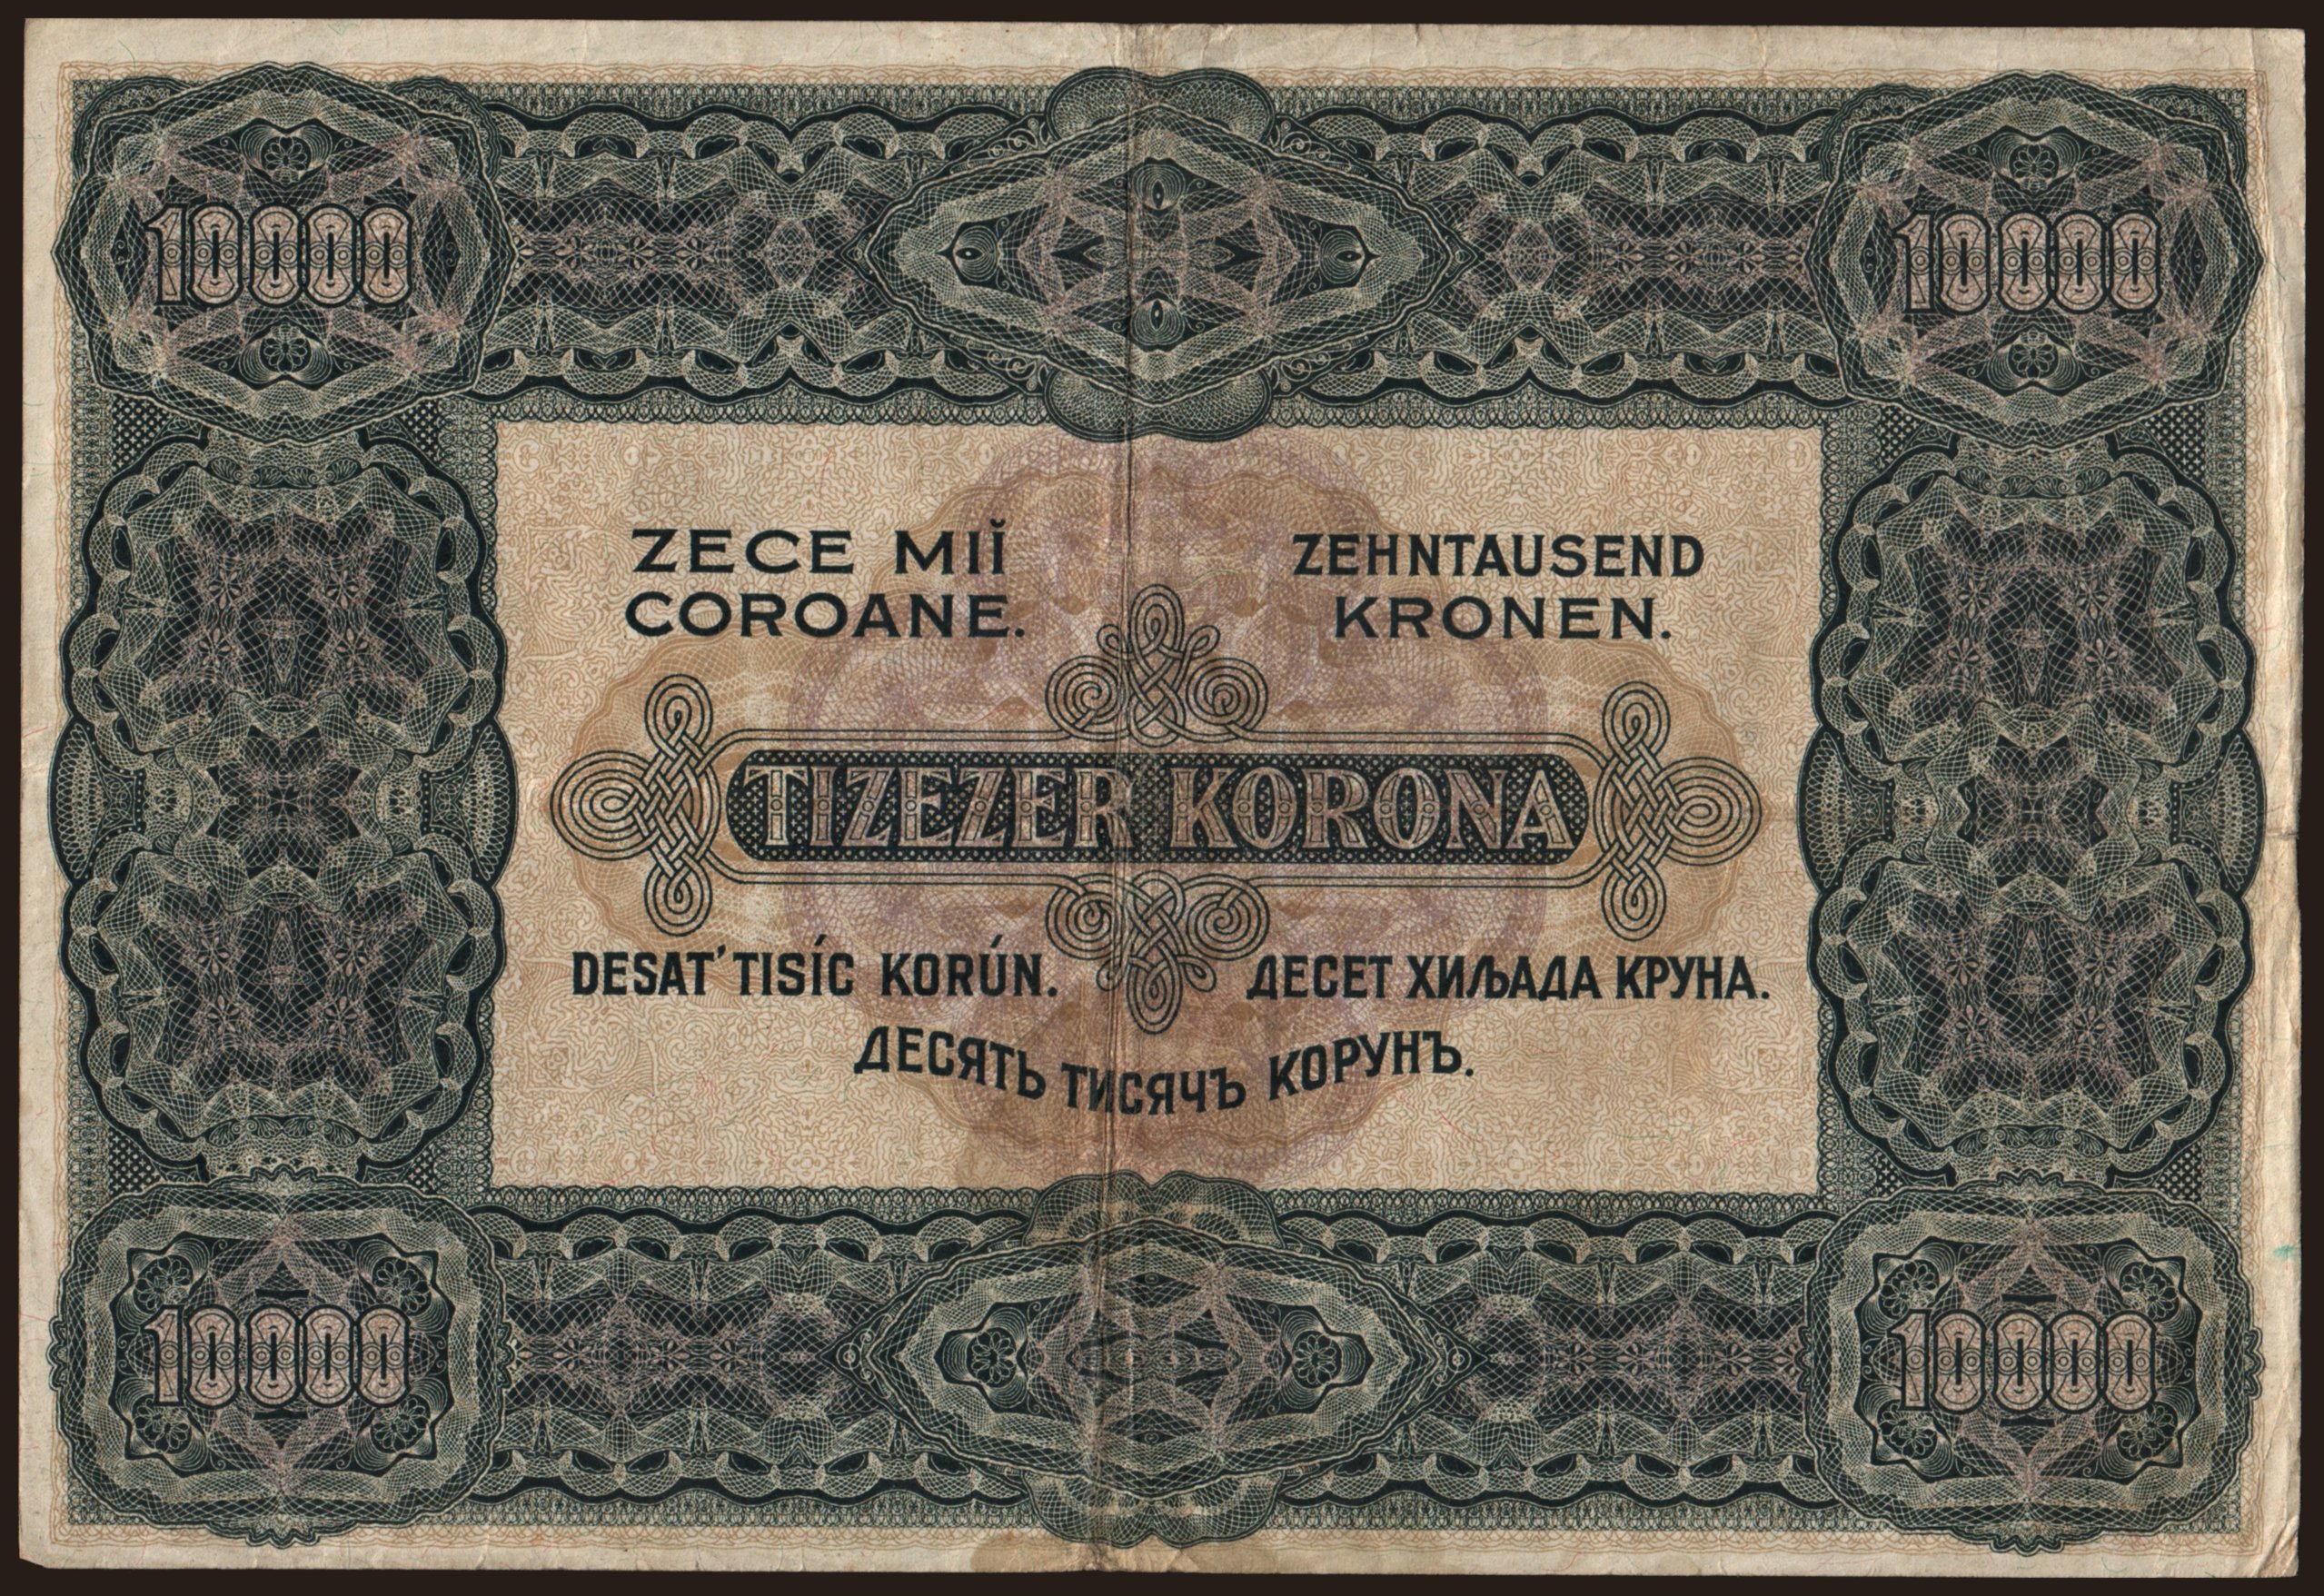 10000
10000
ZECE MIĬ
COROANE.
ZEHNTAUSEND
KRONEN.
TIZEZER KORONA
DESAT' TISÍC KORÚN.
ДЕСЕТ ХИЉАДА КРУНА.
ДЕСЯТЬ ТИСЯЧЪ КОРУНЪ.
10000
10000